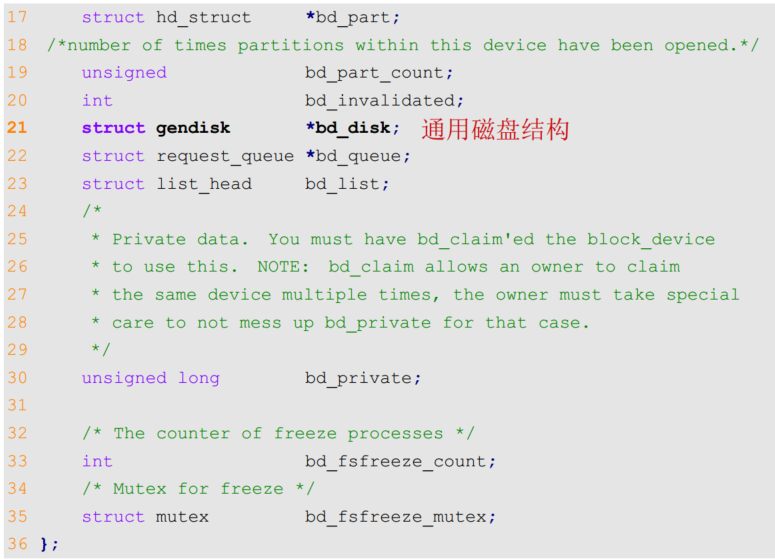 17 struct hd_struct *bd_part;
18 /*number of times partitions within this device have been opened.*/
19 unsigned bd_part_count;
20 int bd_invalidated;
21 struct gendisk *bd_disk; 通用磁盘结构
22 struct request_queue *bd_queue;
23 struct list_head bd_list;
24 /*
25 * Private data. You must have bd_claim'ed the block_device
26 * to use this. NOTE: bd_claim allows an owner to claim
27 * the same device multiple times, the owner must take special
28 * care to not mess up bd_private for that case.
29 */
30 unsigned long bd_private;
31
32 /* The counter of freeze processes */
33 int bd_fsfreeze_count;
34 /* Mutex for freeze */
35 struct mutex bd_fsfreeze_mutex;
36 };